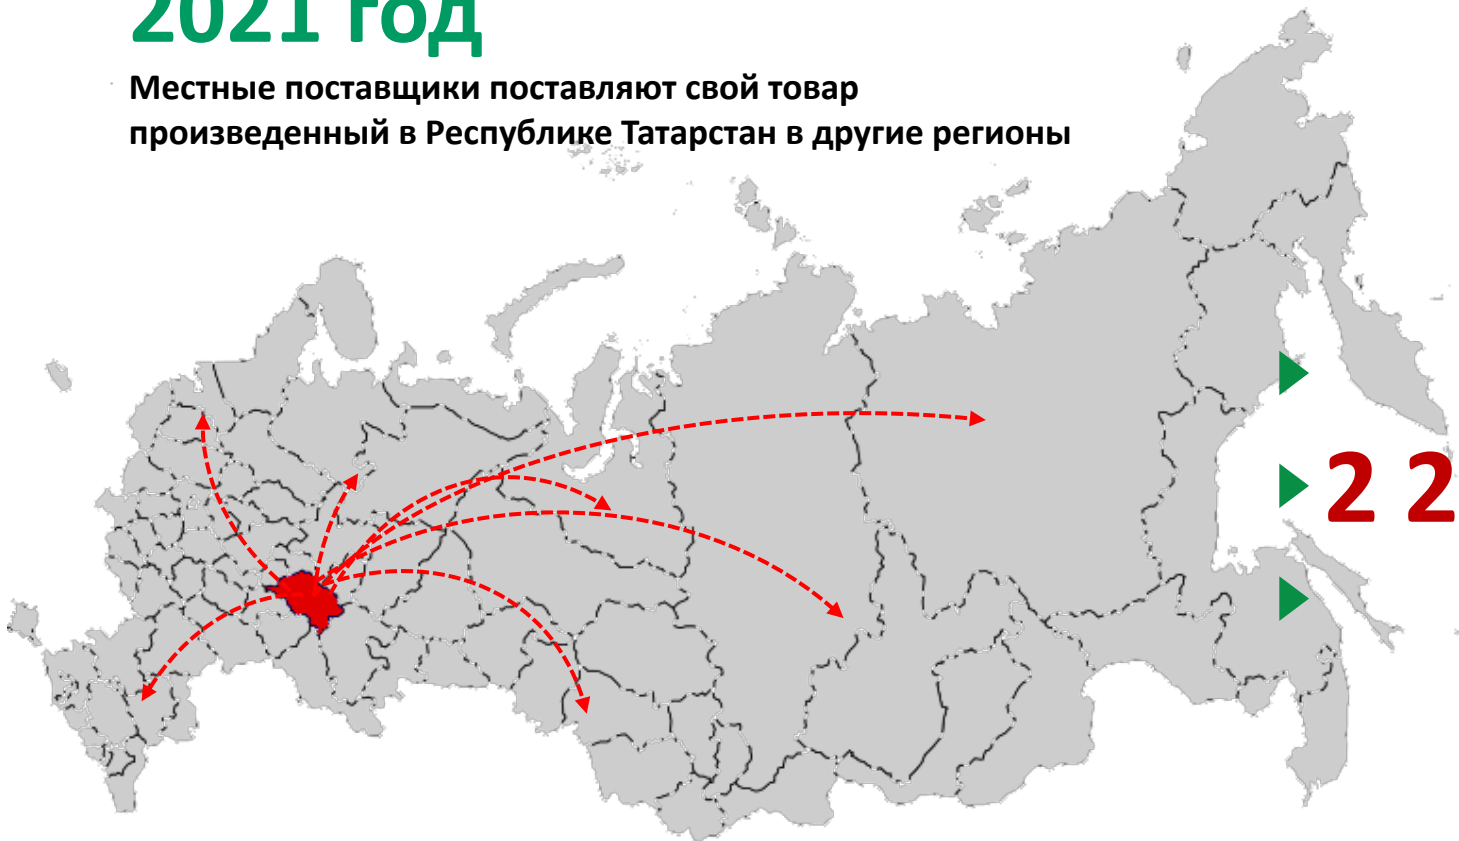 2021 год
Местные поставщики поставляют свой товар
произведенный в Республике Татарстан в другие регионы
2 2